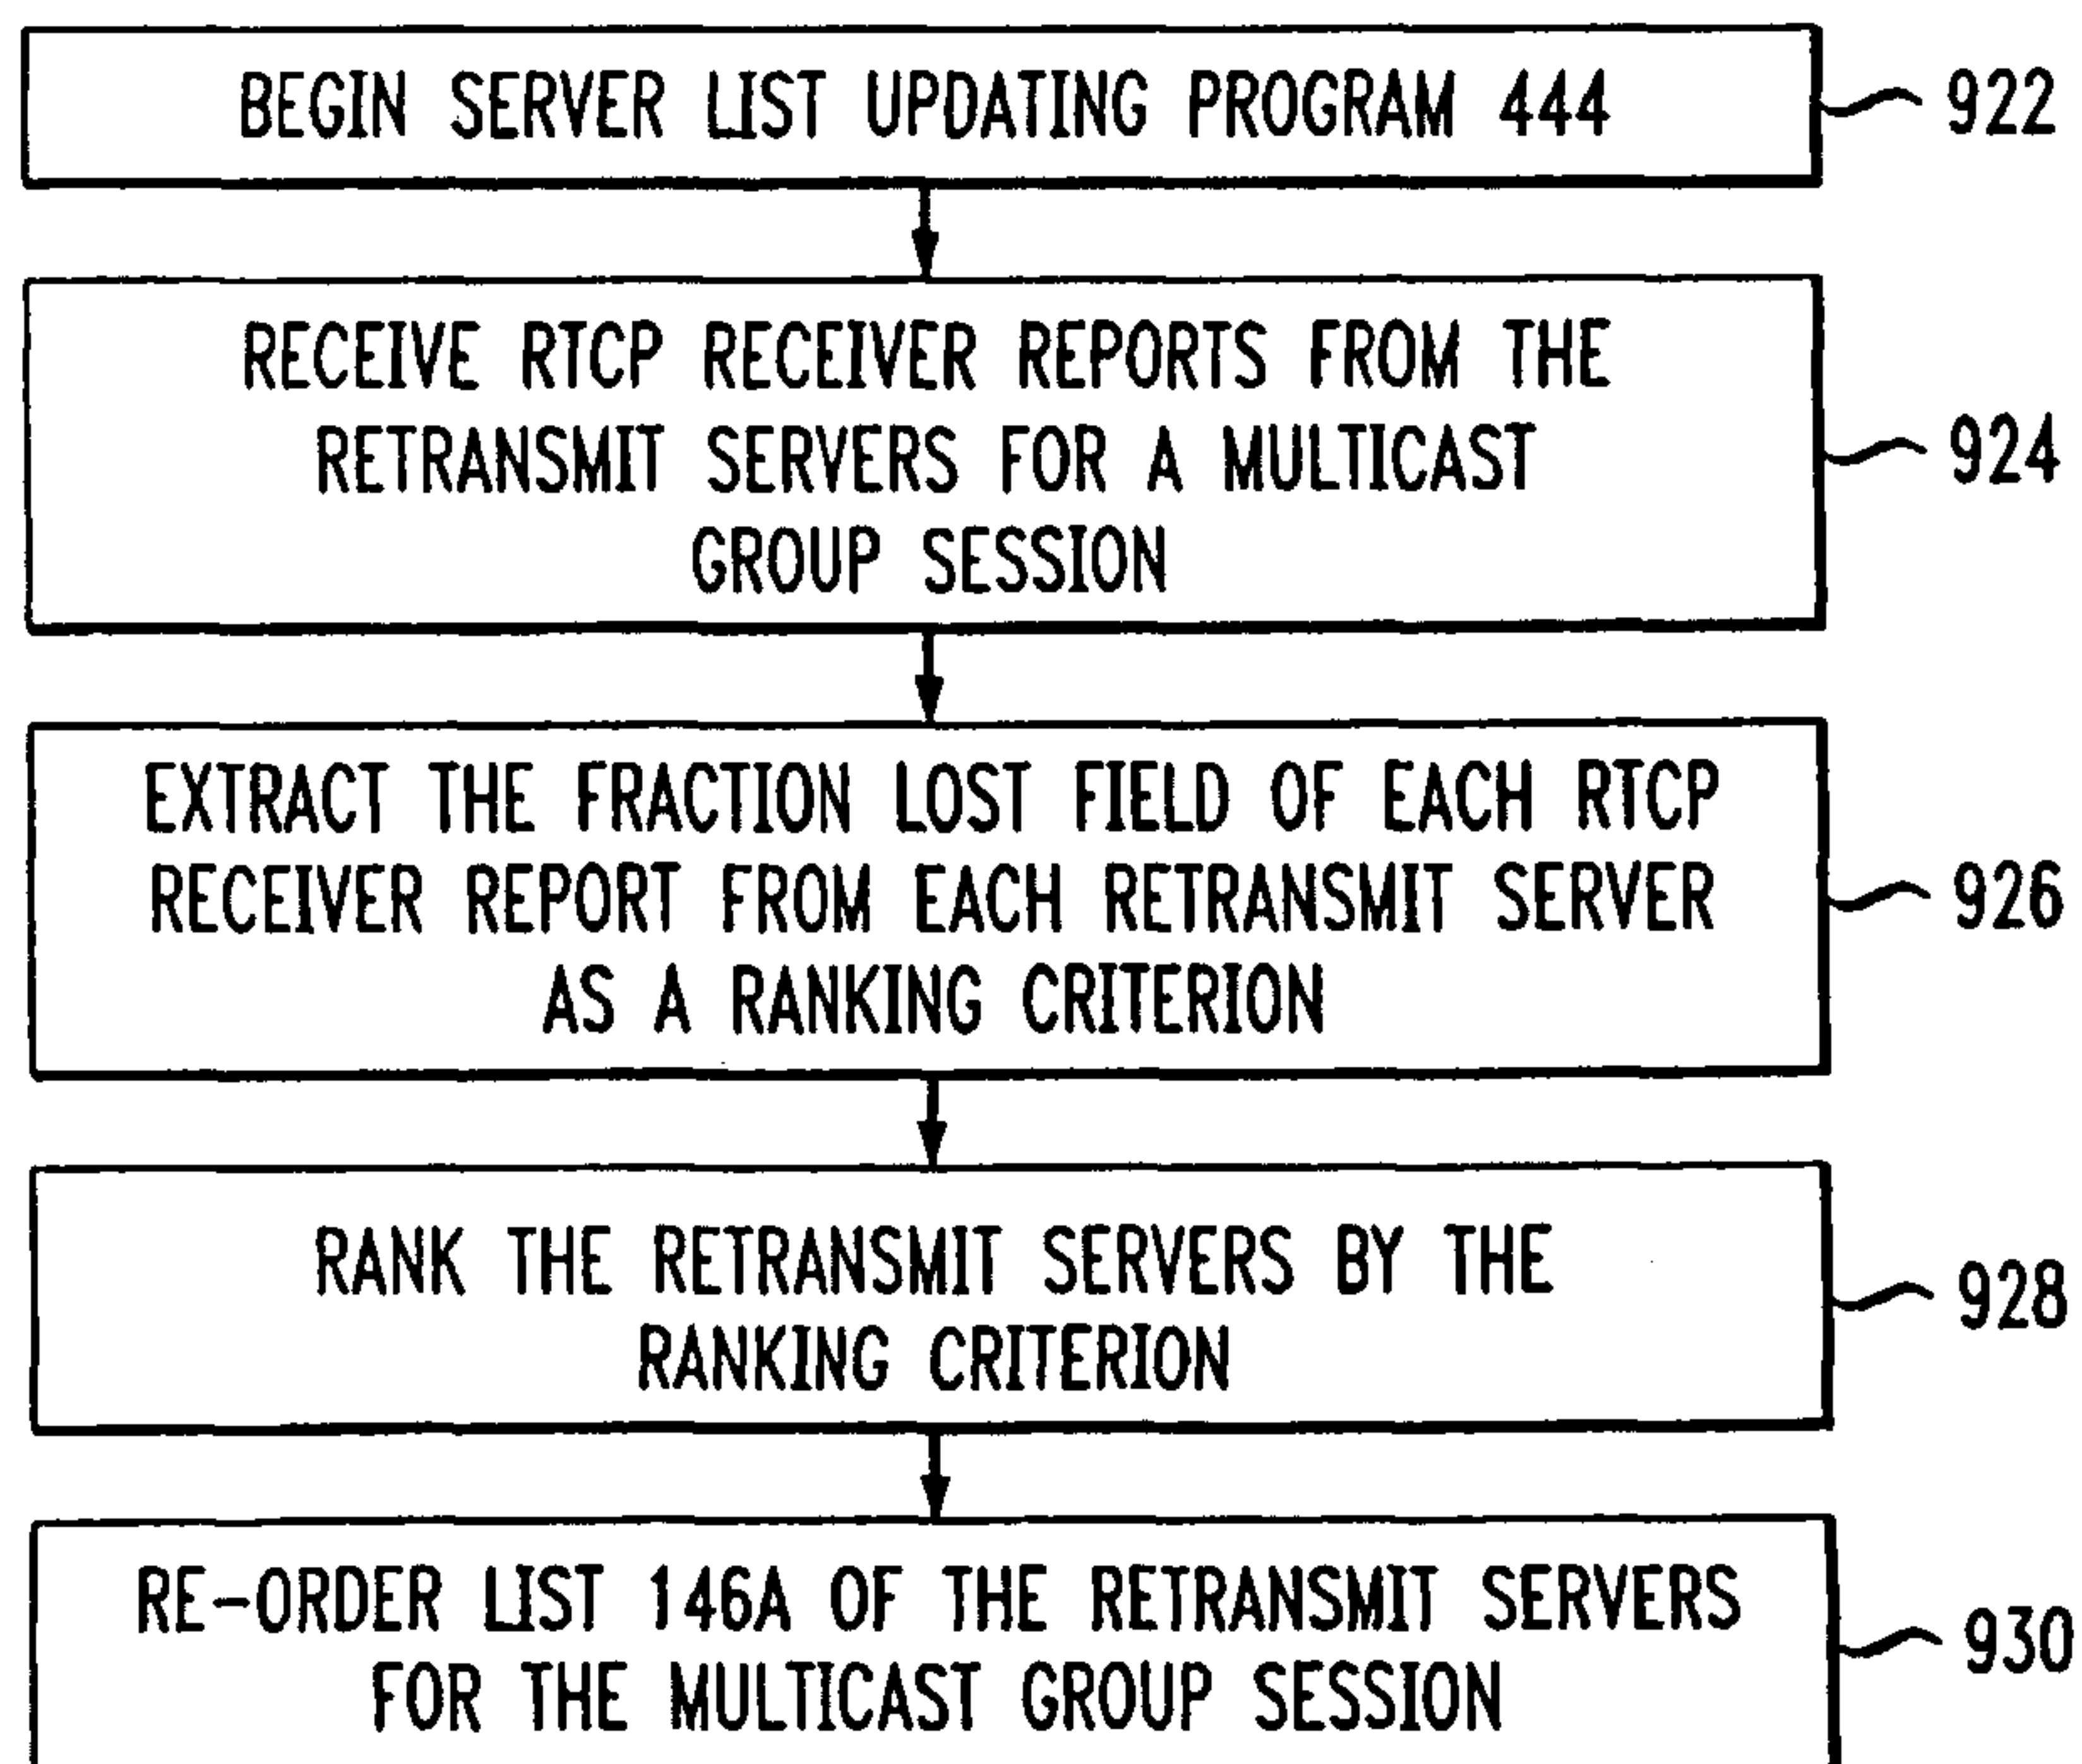 BEGIN SERVER LIST UPDATING PROGRAM 444
922
RECEIVE RTCP RECEIVER REPORTS FROM THE
RETRANSMIT SERVERS FOR A MULTICAST
GROUP SESSION
924
EXTRACT THE FRACTION LOST FIELD OF EACH RTCP
RECEIVER REPORT FROM EACH RETRANSMIT SERVER
AS A RANKING CRITERION
926
RANK THE RETRANSMIT SERVERS BY THE
RANKING CRITERION
928
RE-ORDER LIST 146A OF THE RETRANSMIT SERVERS
FOR THE MULTICAST GROUP SESSION
930